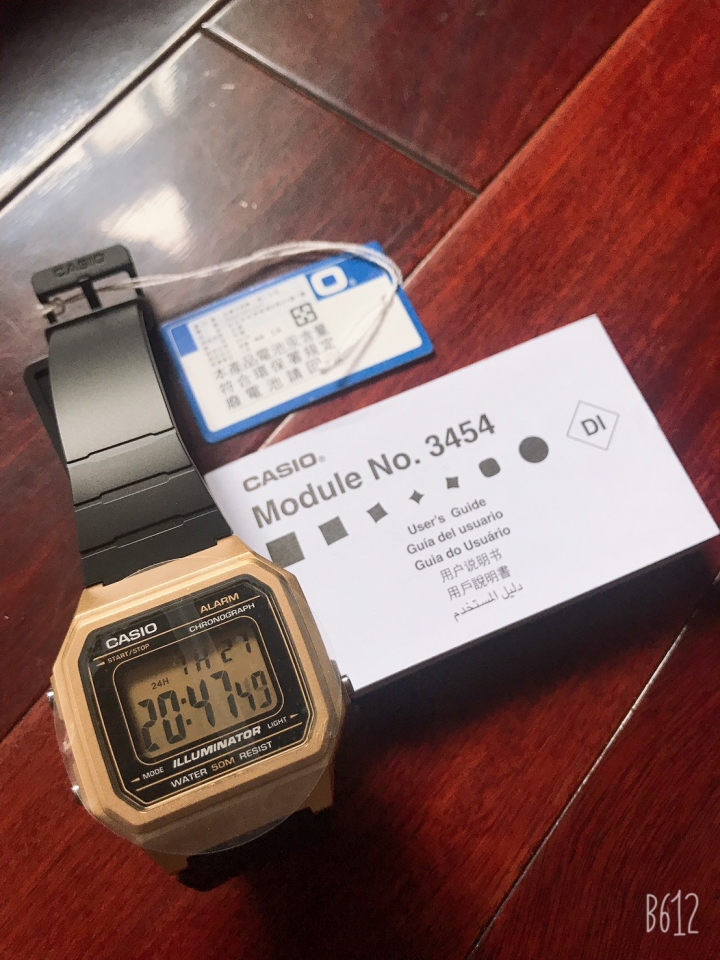 CASIO
O®
本產品電池汞含量
符合環保署規定
廢電池請回
CASIO®
Module No. 3454
DI
User's Guide
Guía del usuario
Guia do Usuário
用户说明书
用戶說明書
دليل المستخدم
CASIO
ALARM
CHRONOGRAPH
START/STOP
TH 27
24H
20:47 49
MODE
ILLUMINATOR
LIGHT
WATER 50M RESIST
B612